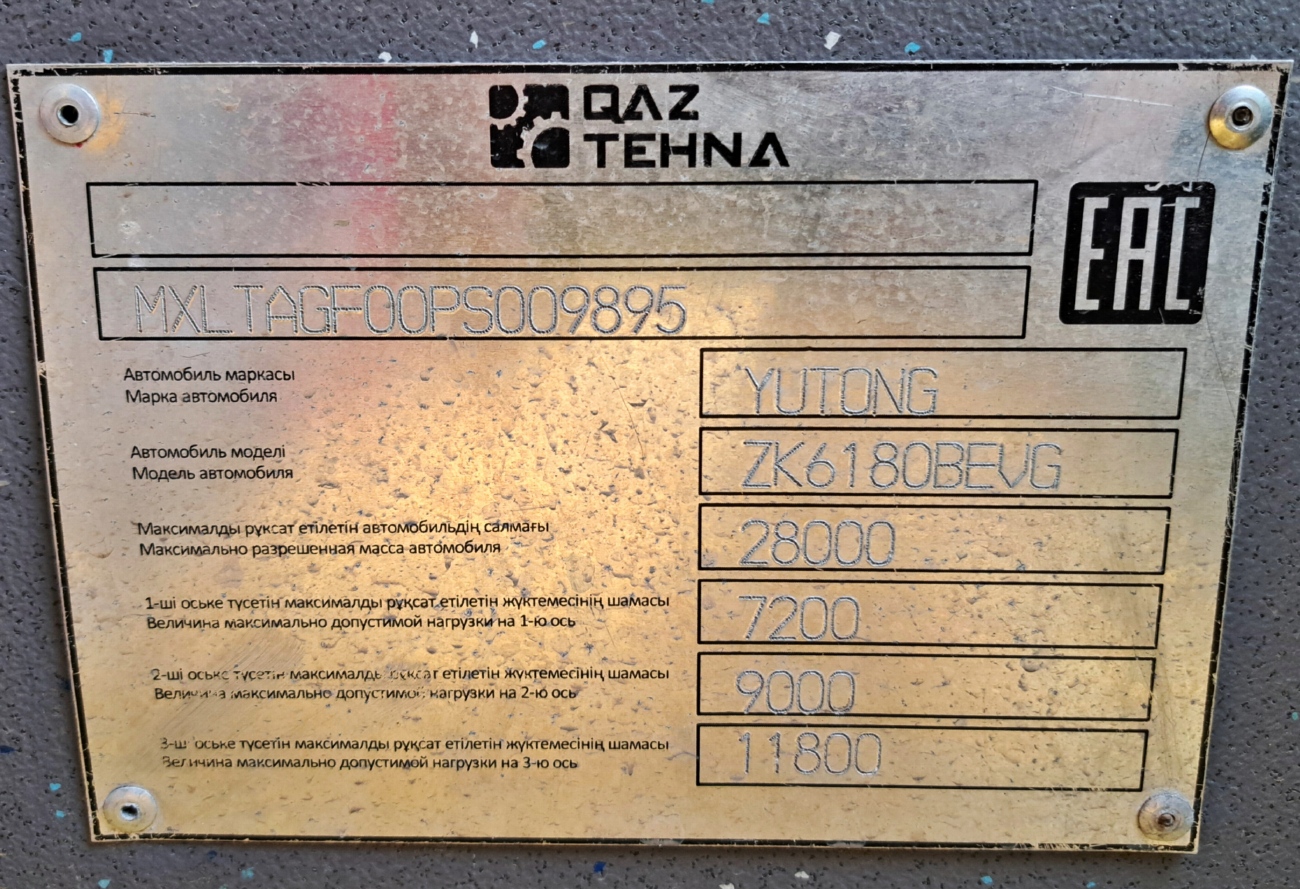 QAZ
TEHNA
EAC
MXLTAGF00PS009895
Автомобиль маркасы
Марка автомобиля
YUTONG
Автомобиль моделі
Модель автомобиля
ZK6180BEVG
Максималды рұқсат етілетін автомобильдің салмағы
Максимально разрешенная масса автомобиля
28000
1-ші оське түсетін максималды рұқсат етілетін жүктемесінің шамасы
Величина максимально допустимой нагрузки на 1-ю ось
7200
2-ші оське түсетін максималды рұқсат етілетін жүктемесінің шамасы
Величина максимально допустимой нагрузки на 2-ю ось
9000
3-ші оське түсетін максималды рұқсат етілетін жүктемесінің шамасы
Величина максимально допустимой нагрузки на 3-ю ось
11800